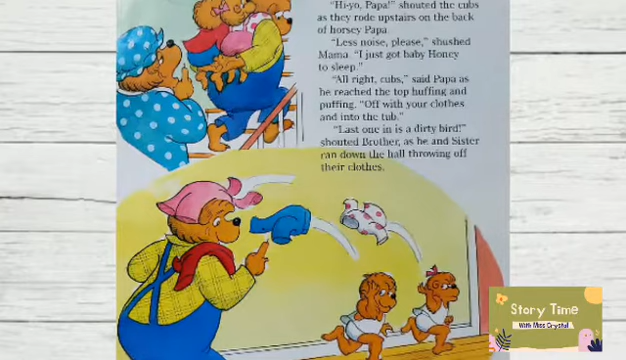 "Hi-yo, Papa!" shouted the cubs
as they rode upstairs on the back
of horsey Papa.
"Less noise, please," shushed
Mama. "I just got baby Honey
to sleep."
"All right, cubs," said Papa as
he reached the top huffing and
puffing. "Off with your clothes
and into the tub."
"Last one in is a dirty bird!"
shouted Brother, as he and Sister
ran down the hall throwing off
their clothes.
Story Time
With Miss Crystal